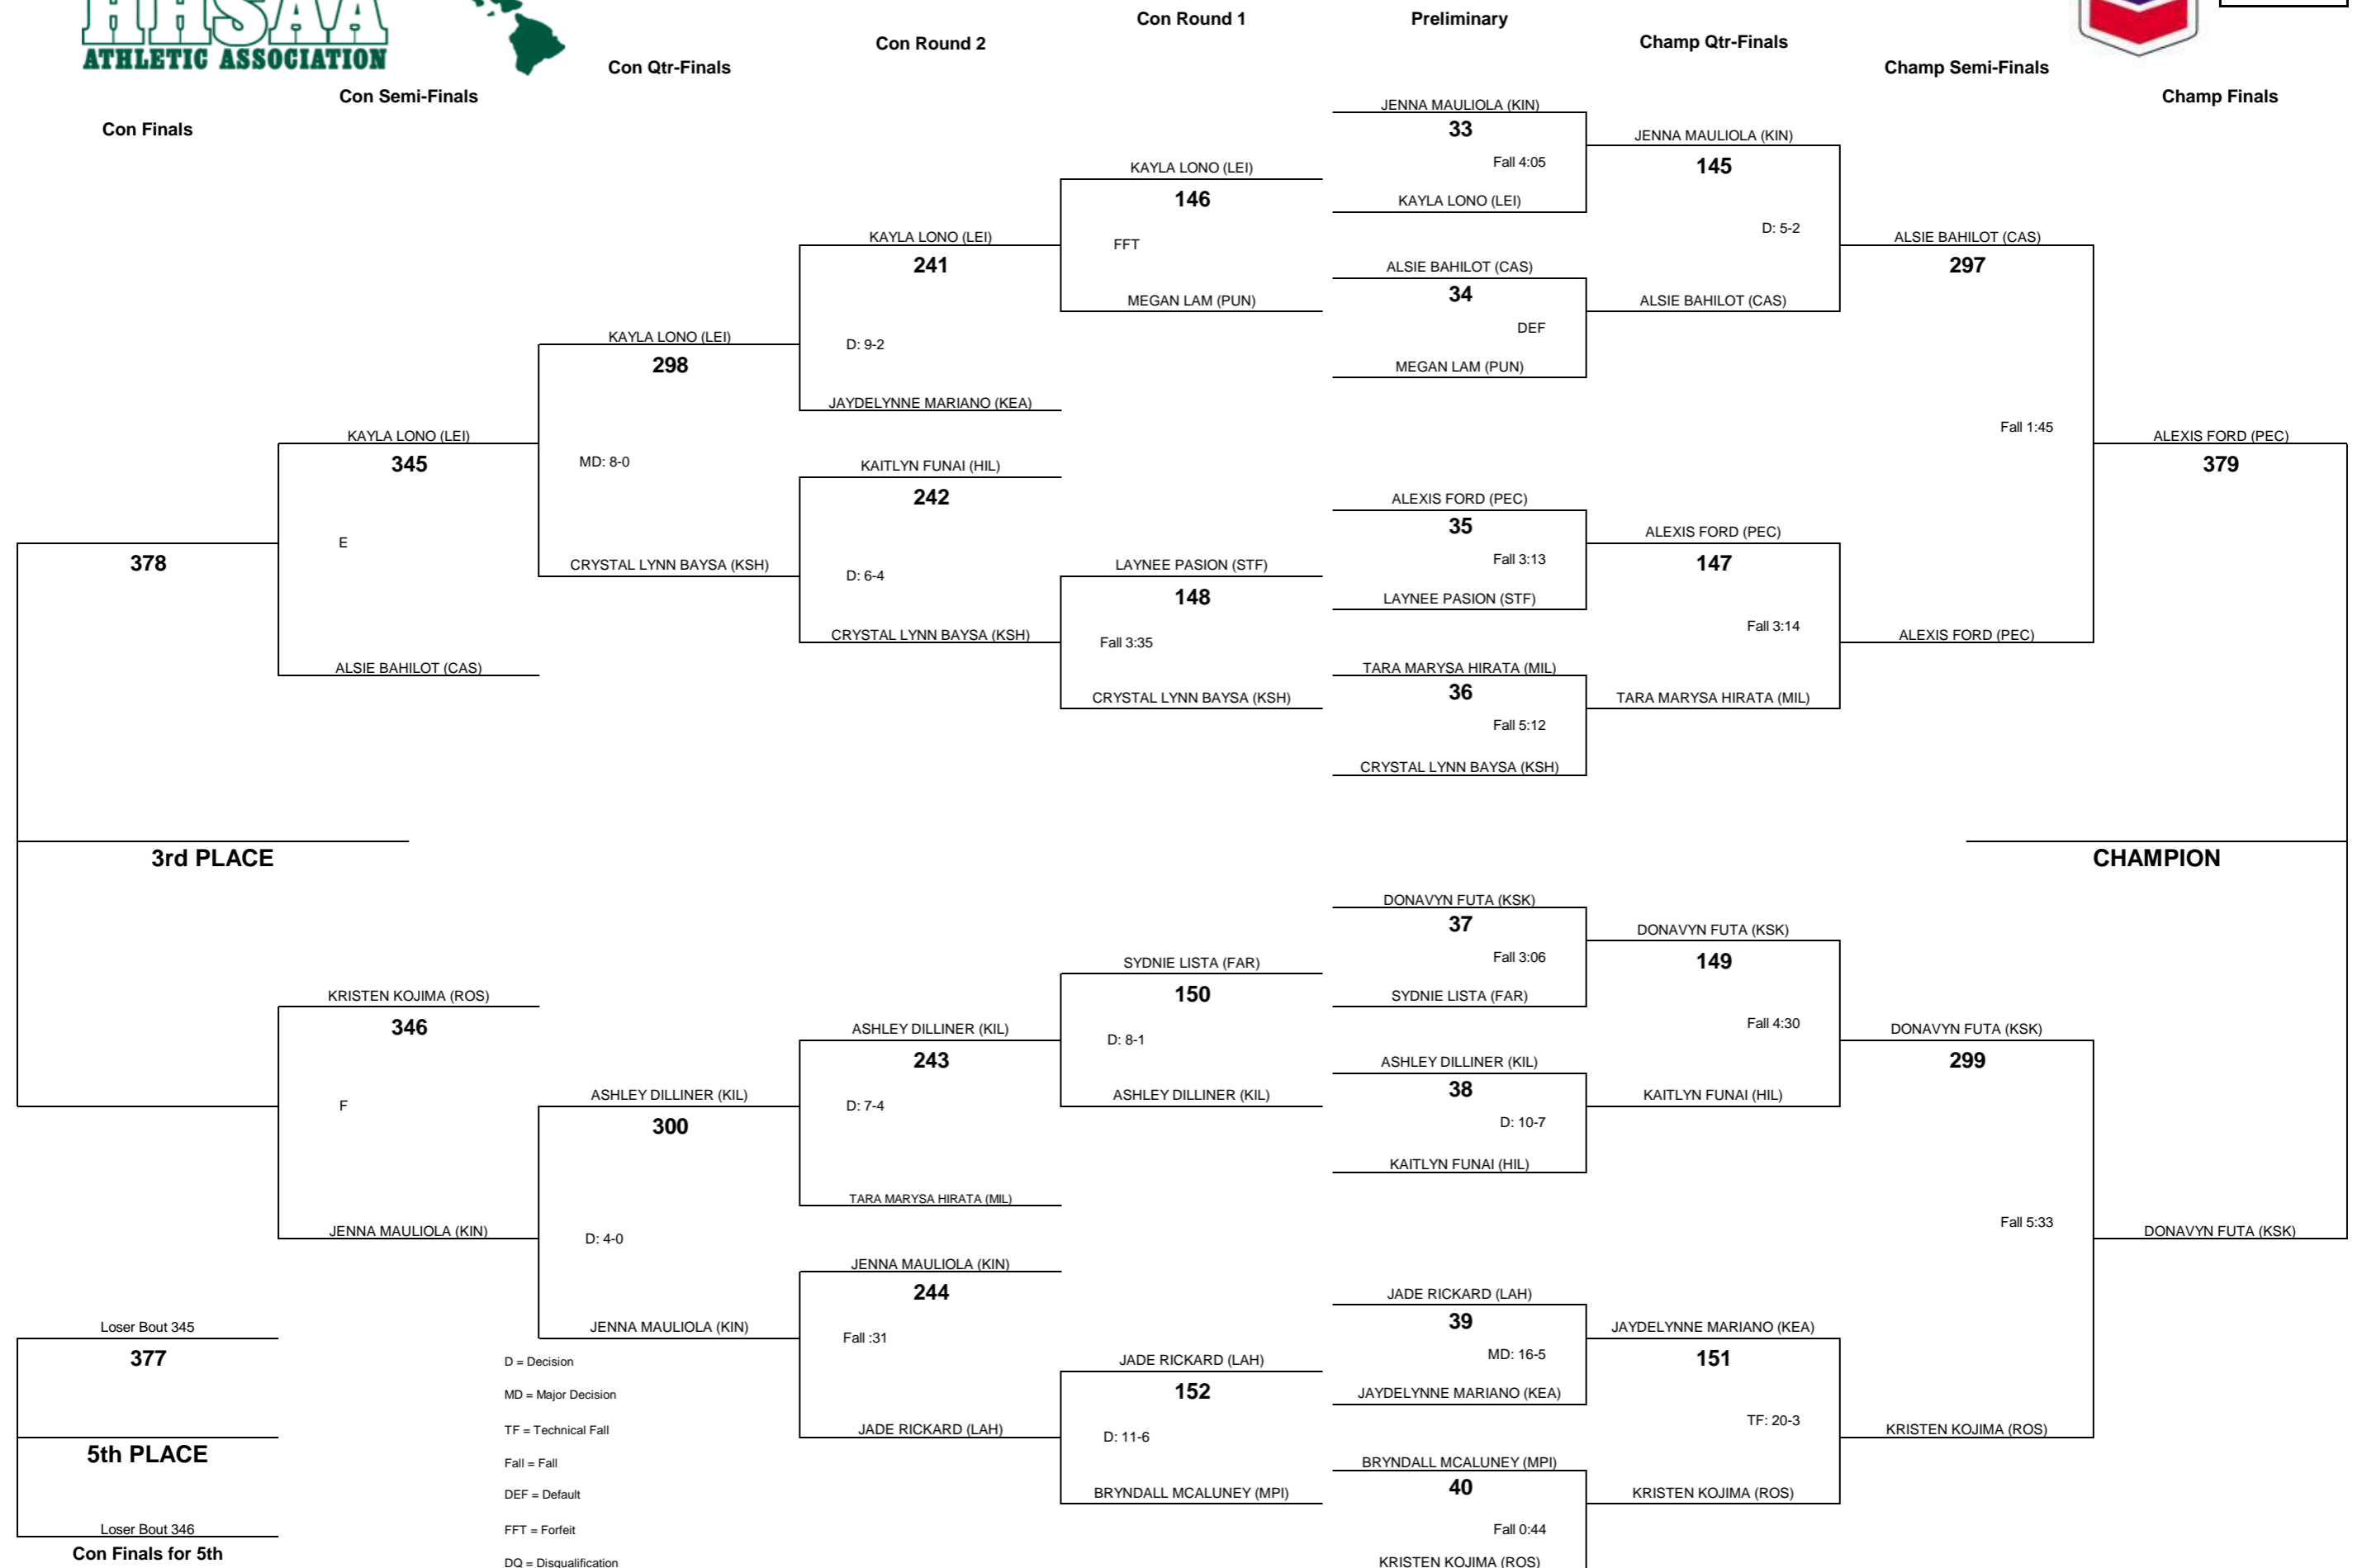 HHSAA
ATHLETIC ASSOCIATION
Con Round 1
Preliminary
Con Round 2
Champ Qtr-Finals
Con Qtr-Finals
Champ Semi-Finals
Con Semi-Finals
Champ Finals
Con Finals
JENNA MAULIOLA (KIN)
33
Fall 4:05
KAYLA LONO (LEI)
ALSIE BAHILOT (CAS)
34
DEF
MEGAN LAM (PUN)
ALEXIS FORD (PEC)
35
Fall 3:13
LAYNEE PASION (STF)
TARA MARYSA HIRATA (MIL)
36
Fall 5:12
CRYSTAL LYNN BAYSA (KSH)
DONAVYN FUTA (KSK)
37
Fall 3:06
SYDNIE LISTA (FAR)
ASHLEY DILLINER (KIL)
38
D: 10-7
KAITLYN FUNAI (HIL)
JADE RICKARD (LAH)
39
MD: 16-5
JAYDELYNNE MARIANO (KEA)
BRYNDALL MCALUNEY (MPI)
40
Fall 0:44
KRISTEN KOJIMA (ROS)
JENNA MAULIOLA (KIN)
145
D: 5-2
ALSIE BAHILOT (CAS)
ALEXIS FORD (PEC)
147
Fall 3:14
TARA MARYSA HIRATA (MIL)
DONAVYN FUTA (KSK)
149
Fall 4:30
KAITLYN FUNAI (HIL)
JAYDELYNNE MARIANO (KEA)
151
TF: 20-3
KRISTEN KOJIMA (ROS)
ALSIE BAHILOT (CAS)
297
Fall 1:45
ALEXIS FORD (PEC)
DONAVYN FUTA (KSK)
299
Fall 5:33
KRISTEN KOJIMA (ROS)
ALEXIS FORD (PEC)
379
CHAMPION
DONAVYN FUTA (KSK)
KAYLA LONO (LEI)
146
FFT
MEGAN LAM (PUN)
LAYNEE PASION (STF)
148
Fall 3:35
CRYSTAL LYNN BAYSA (KSH)
SYDNIE LISTA (FAR)
150
D: 8-1
ASHLEY DILLINER (KIL)
JADE RICKARD (LAH)
152
D: 11-6
BRYNDALL MCALUNEY (MPI)
KAYLA LONO (LEI)
241
D: 9-2
JAYDELYNNE MARIANO (KEA)
KAITLYN FUNAI (HIL)
242
D: 6-4
CRYSTAL LYNN BAYSA (KSH)
ASHLEY DILLINER (KIL)
243
D: 7-4
TARA MARYSA HIRATA (MIL)
JENNA MAULIOLA (KIN)
244
Fall :31
JADE RICKARD (LAH)
KAYLA LONO (LEI)
298
MD: 8-0
CRYSTAL LYNN BAYSA (KSH)
ASHLEY DILLINER (KIL)
300
D: 4-0
JENNA MAULIOLA (KIN)
KAYLA LONO (LEI)
345
E
ALSIE BAHILOT (CAS)
KRISTEN KOJIMA (ROS)
346
F
JENNA MAULIOLA (KIN)
378
3rd PLACE
Loser Bout 345
377
5th PLACE
Loser Bout 346
Con Finals for 5th
D = Decision
MD = Major Decision
TF = Technical Fall
Fall = Fall
DEF = Default
FFT = Forfeit
DQ = Disqualification